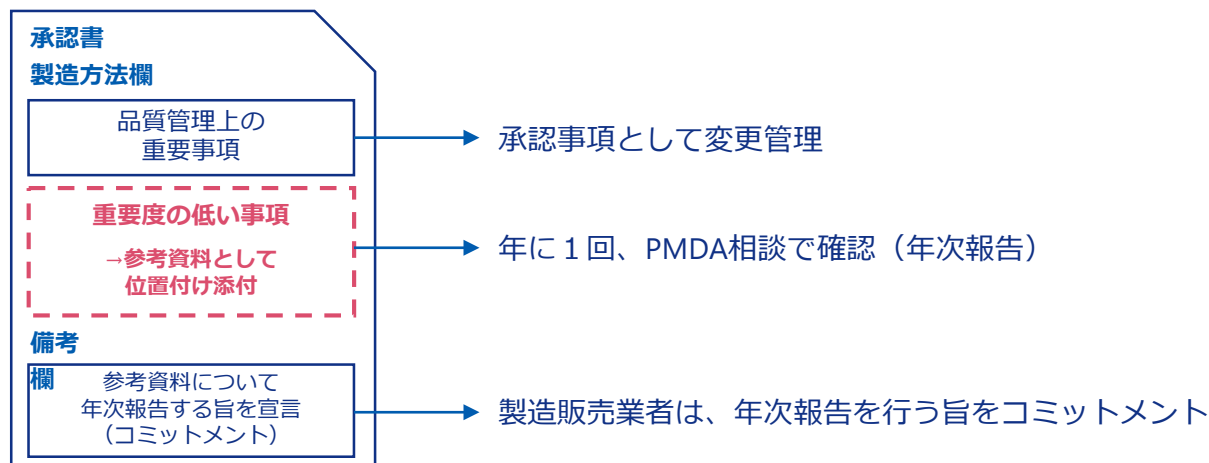 承認書
製造方法欄
品質管理上の
重要事項
承認事項として変更管理
重要度の低い事項
→参考資料として
位置付け添付
年に１回、PMDA相談で確認（年次報告）
備考
欄
参考資料について
年次報告する旨を宣言
（コミットメント）
製造販売業者は、年次報告を行う旨をコミットメント